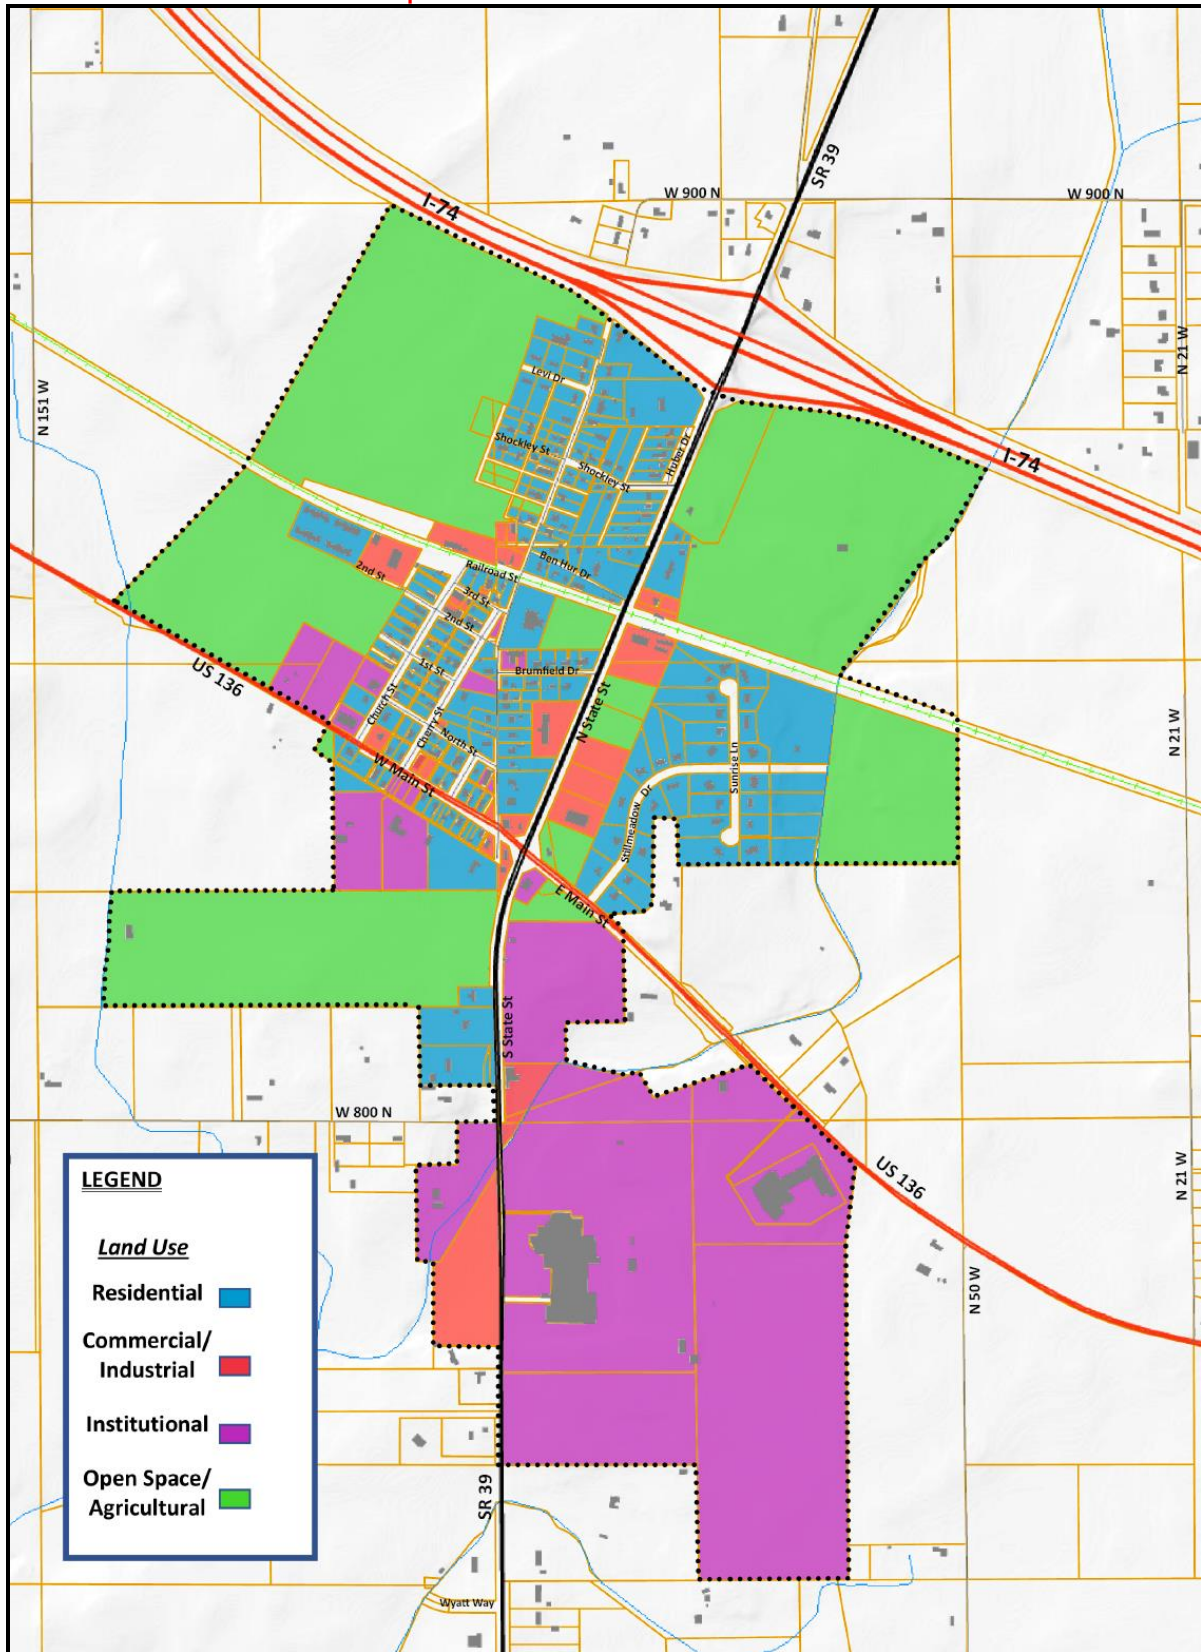 SR 39
W 900 N
W 900 N
I-74
N 21 W
N 151 W
Levi Dr
Huber Dr
Shockley St
Shockley St
I-74
Ben Hur Dr
Railroad St
2nd St
3rd St
2nd St
1st St
Brumfield Dr
US 136
Church St
Cherry St
N State St
North St
N 21 W
Sunrise Ln
W Main St
Stillmeadow Dr
E Main St
S State St
W 800 N
US 136
N 21 W
LEGEND
Land Use
Residential
Commercial/
Industrial
Institutional
Open Space/
Agricultural
N 50 W
SR 39
Wyatt Way